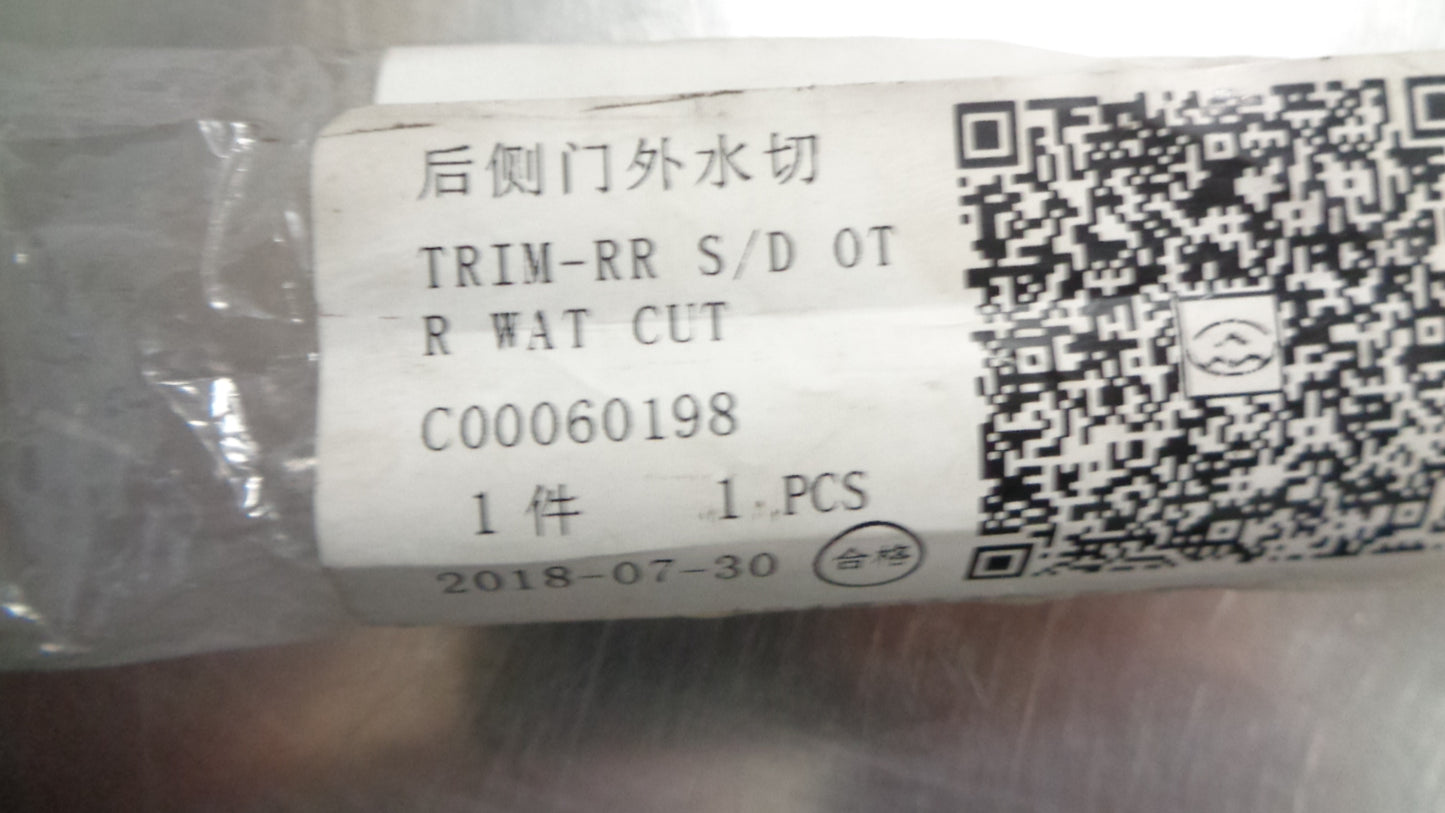 后侧门外水切
TRIM-RR S/D OT
R WAT CUT
C00060198
1 件 1 PCS
2018-07-30 合格